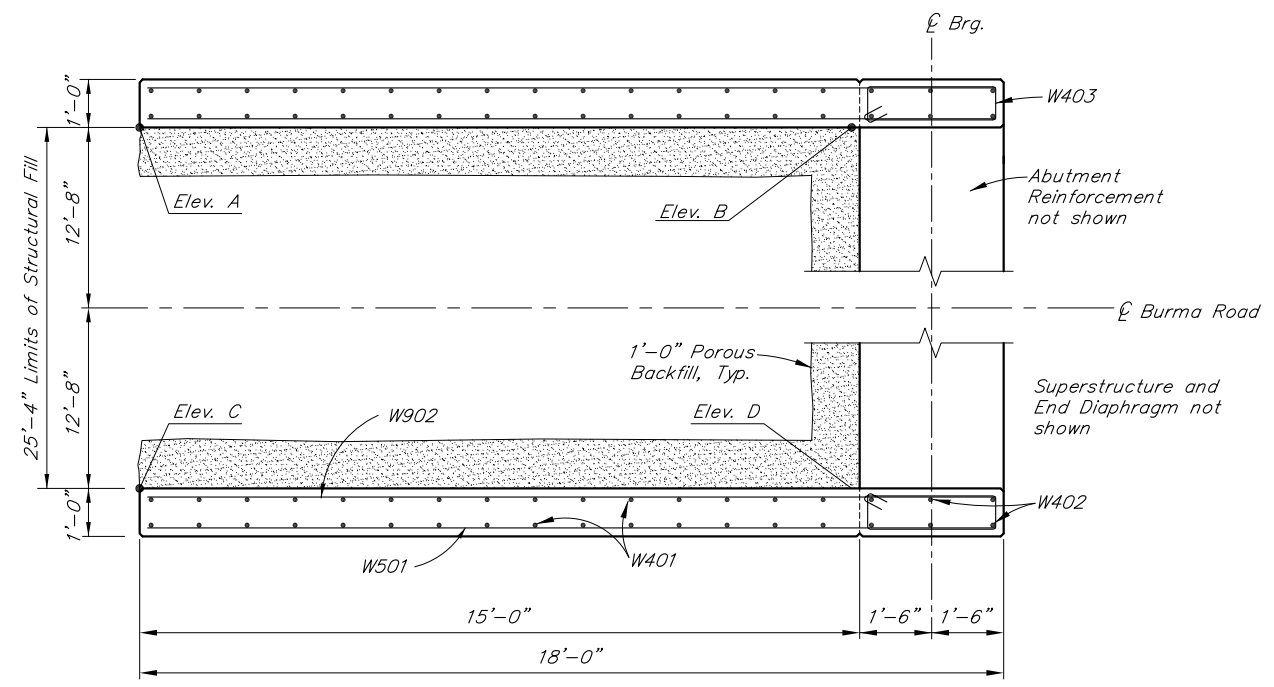 ℄ Brg.
1'-0"
W403
25'-4" Limits of Structural Fill
12'-8"
Elev. A
Elev. B
Abutment
Reinforcement
not shown
℄ Burma Road
1'-0" Porous
Backfill, Typ.
Superstructure and
End Diaphragm not
shown
12'-8"
Elev. C
W902
Elev. D
1'-0"
W402
W501
W401
15'-0"
1'-6"
1'-6"
18'-0"